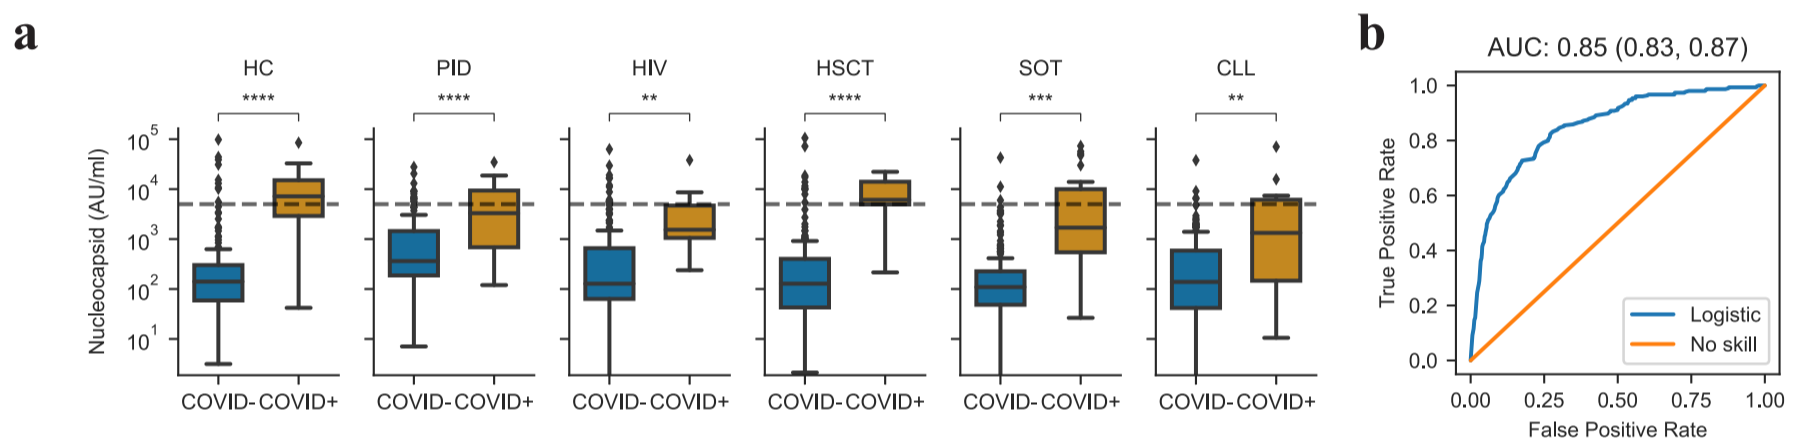 a
HC
PID
HIV
HSCT
SOT
CLL
****
****
**
****
***
**
Nucleocapsid (AU/ml)
10^5
10^4
10^3
10^2
10^1
COVID- COVID+
COVID- COVID+
COVID- COVID+
COVID- COVID+
COVID- COVID+
COVID- COVID+
b
AUC: 0.85 (0.83, 0.87)
True Positive Rate
1.0
0.8
0.6
0.4
0.2
0.0
Logistic
No skill
0.00 0.25 0.50 0.75 1.00
False Positive Rate